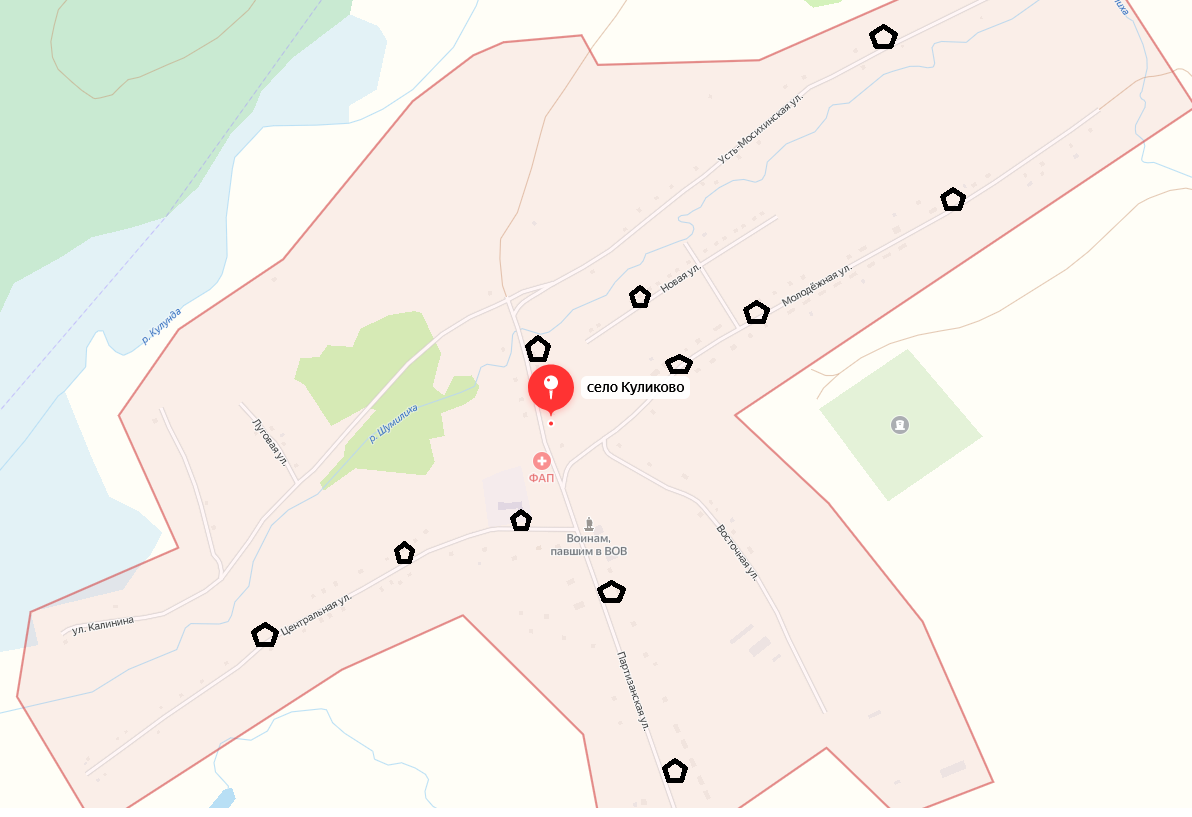 лиха
Усть-Мосихинская ул.
Новая ул.
Молодёжная ул.
р. Кулунда
село Куликово
р. Шумилиха
Луговая ул.
ФАП
Воинам,
павшим в ВОВ
Восточная ул.
Центральная ул.
ул. Калинина
Партизанская ул.